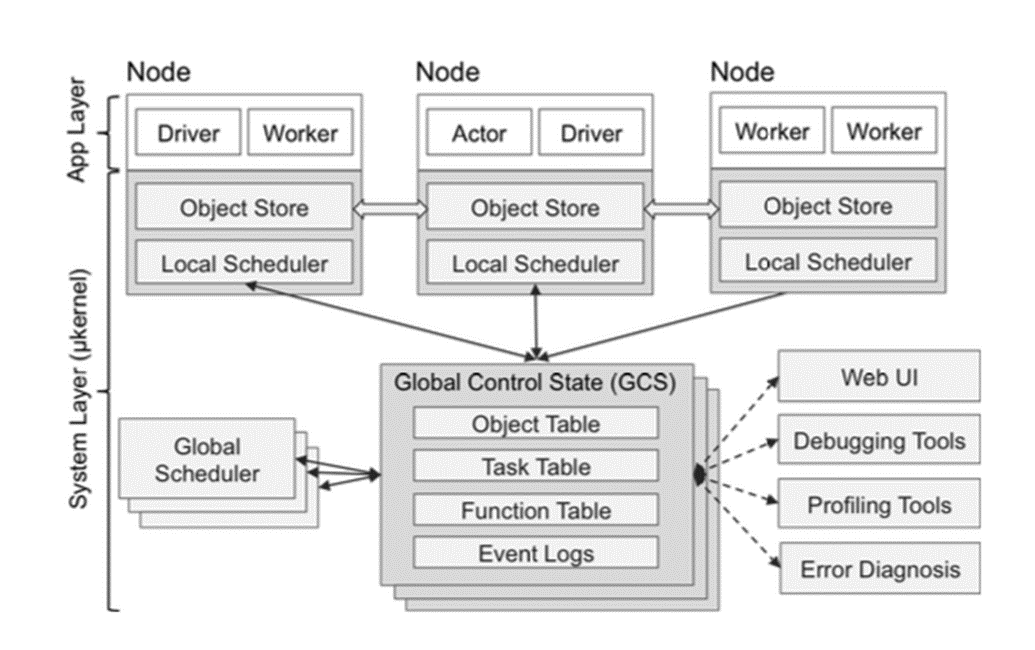 Node
Node
Node
App Layer
Driver
Worker
Actor
Driver
Worker
Worker
Object Store
Object Store
Object Store
Local Scheduler
Local Scheduler
Local Scheduler
System Layer (μkernel)
Global Control State (GCS)
Object Table
Task Table
Function Table
Event Logs
Global
Scheduler
Web UI
Debugging Tools
Profiling Tools
Error Diagnosis